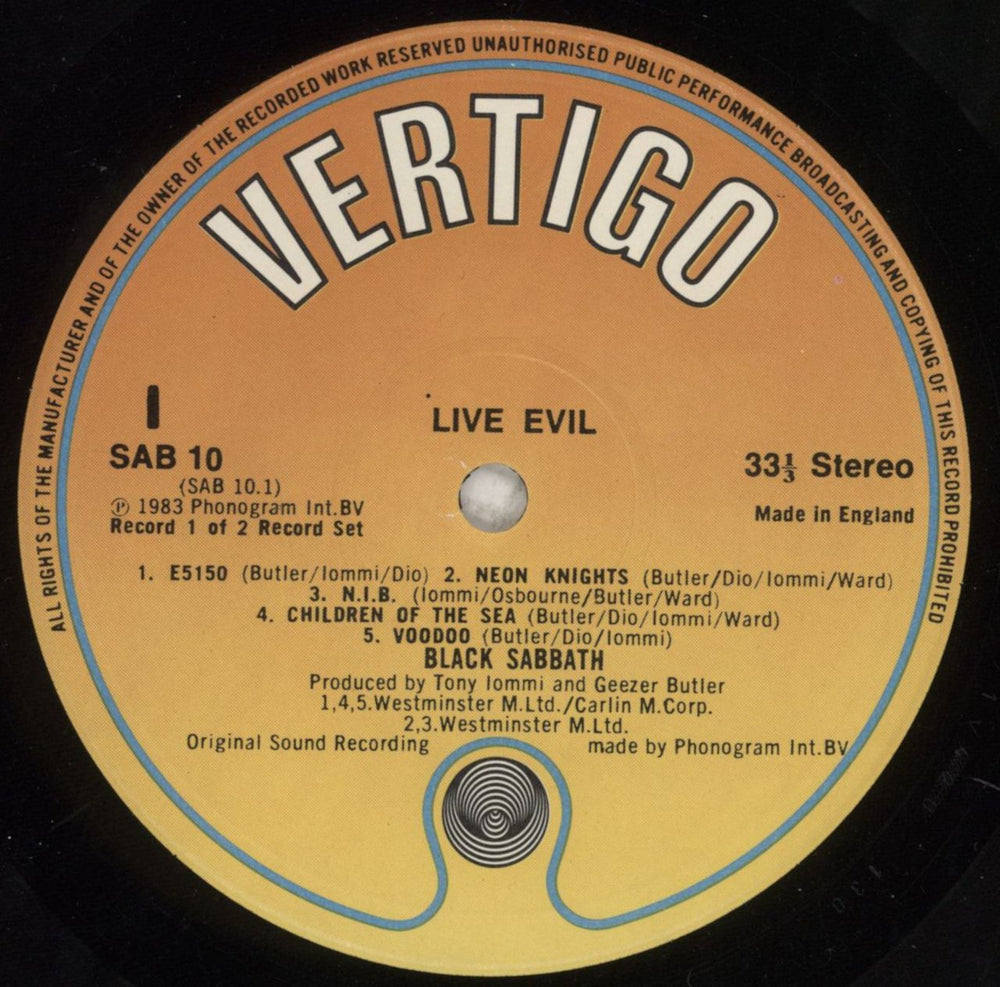 ALL RIGHTS OF THE MANUFACTURER AND OF THE OWNER OF THE RECORDED WORK RESERVED UNAUTHORISED PUBLIC PERFORMANCE BROADCASTING AND COPYING OF THIS RECORD PROHIBITED
VERTIGO
LIVE EVIL
1
SAB 10
(SAB 10.1)
℗ 1983 Phonogram Int.BV
Record 1 of 2 Record Set
33⅓ Stereo
Made in England
1. E5150 (Butler/Iommi/Dio) 2. NEON KNIGHTS (Butler/Dio/Iommi/Ward)
3. N.I.B. (Iommi/Osbourne/Butler/Ward)
4. CHILDREN OF THE SEA (Butler/Dio/Iommi/Ward)
5. VOODOO (Butler/Dio/Iommi)
BLACK SABBATH
Produced by Tony Iommi and Geezer Butler
1,4,5.Westminster M.Ltd./Carlin M.Corp.
2,3.Westminster M.Ltd.
Original Sound Recording made by Phonogram Int.BV